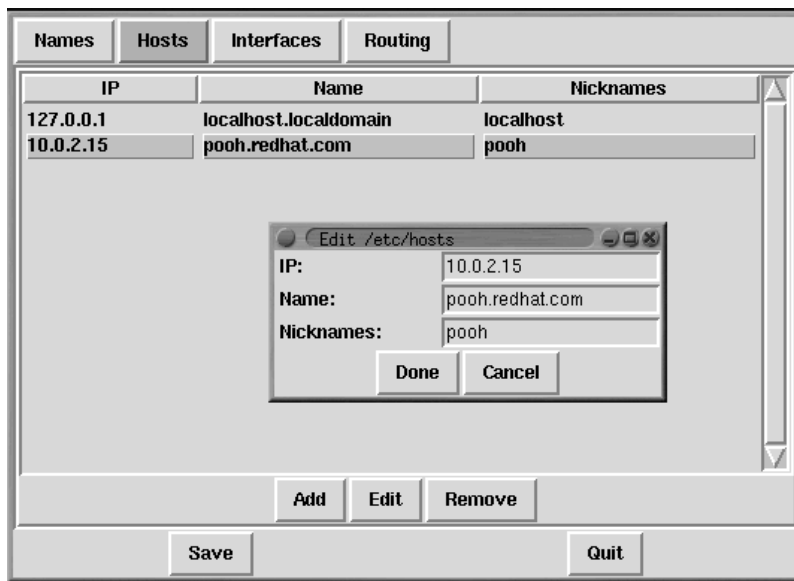 Names Hosts Interfaces Routing
IP Name Nicknames
127.0.0.1 localhost.localdomain localhost
10.0.2.15 pooh.redhat.com pooh
Edit /etc/hosts
IP: 10.0.2.15
Name: pooh.redhat.com
Nicknames: pooh
Done Cancel
Add Edit Remove
Save Quit